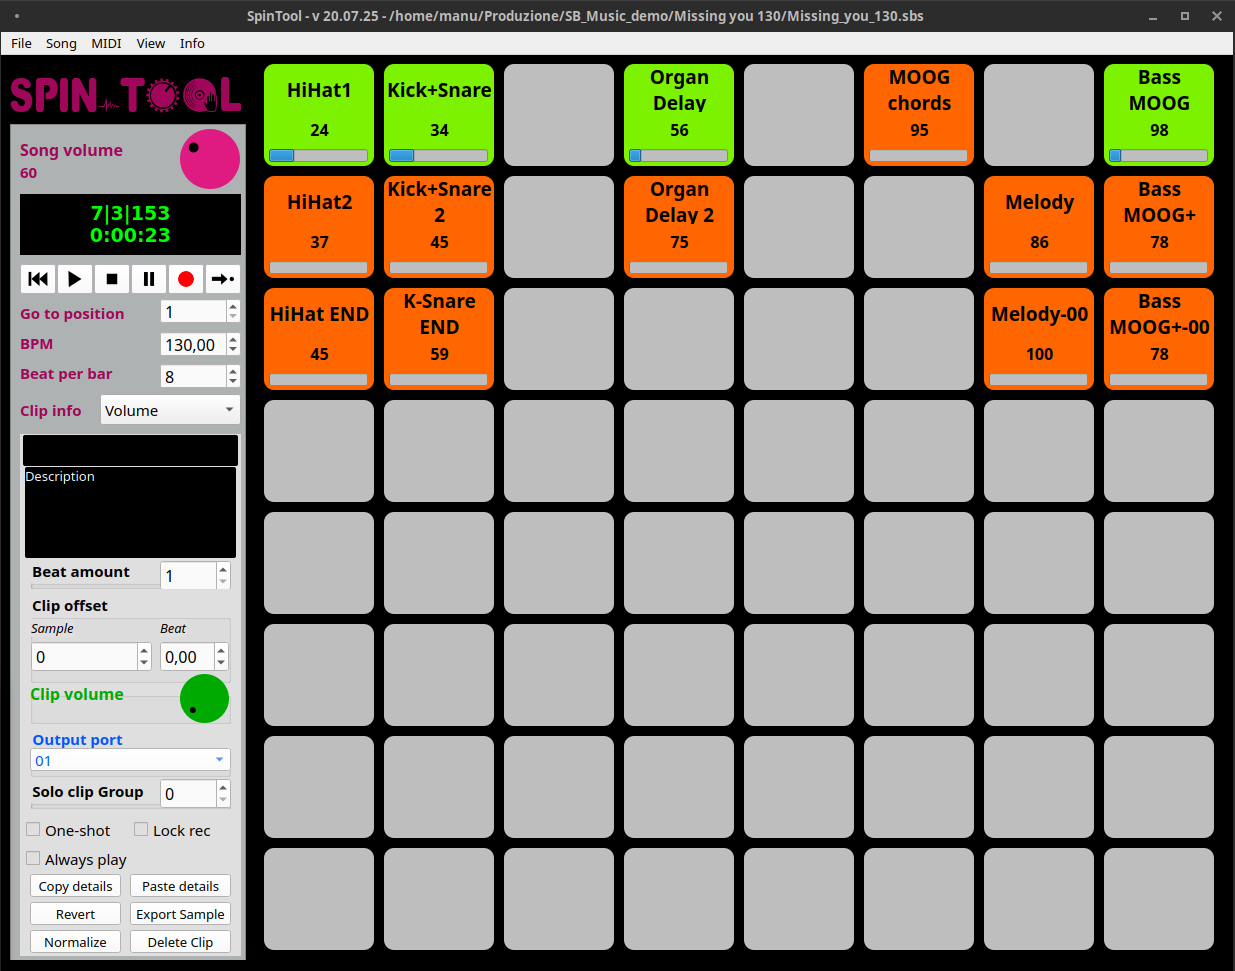 SpinTool - v 20.07.25 - /home/manu/Produzione/SB_Music_demo/Missing you 130/Missing_you_130.sbs
File Song MIDI View Info
SPIN TOOL
Song volume
60
7|3|153
0:00:23
Go to position 1
BPM 130,00
Beat per bar 8
Clip info Volume
Description
Beat amount 1
Clip offset
Sample Beat
0 0,00
Clip volume
Output port
01
Solo clip Group 0
One-shot Lock rec
Always play
Copy details Paste details
Revert Export Sample
Normalize Delete Clip
HiHat1
24
Kick+Snare
34
Organ
Delay
56
MOOG
chords
95
Bass
MOOG
98
HiHat2
37
Kick+Snare
2
45
Organ
Delay 2
75
Melody
86
Bass
MOOG+
78
HiHat END
45
K-Snare
END
59
Melody-00
100
Bass
MOOG+-00
78